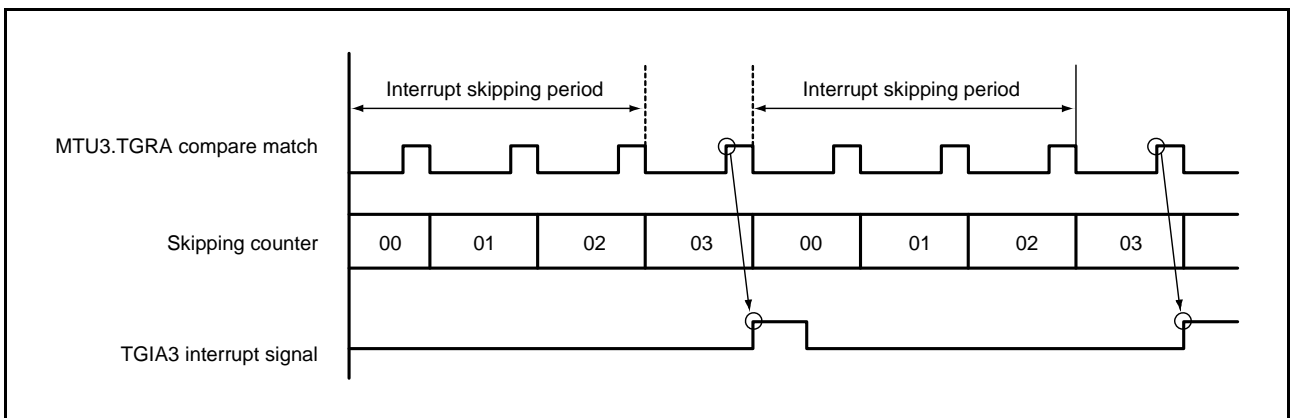 Interrupt skipping period Interrupt skipping period
MTU3.TGRA compare match
Skipping counter 00 01 02 03 00 01 02 03
TGIA3 interrupt signal